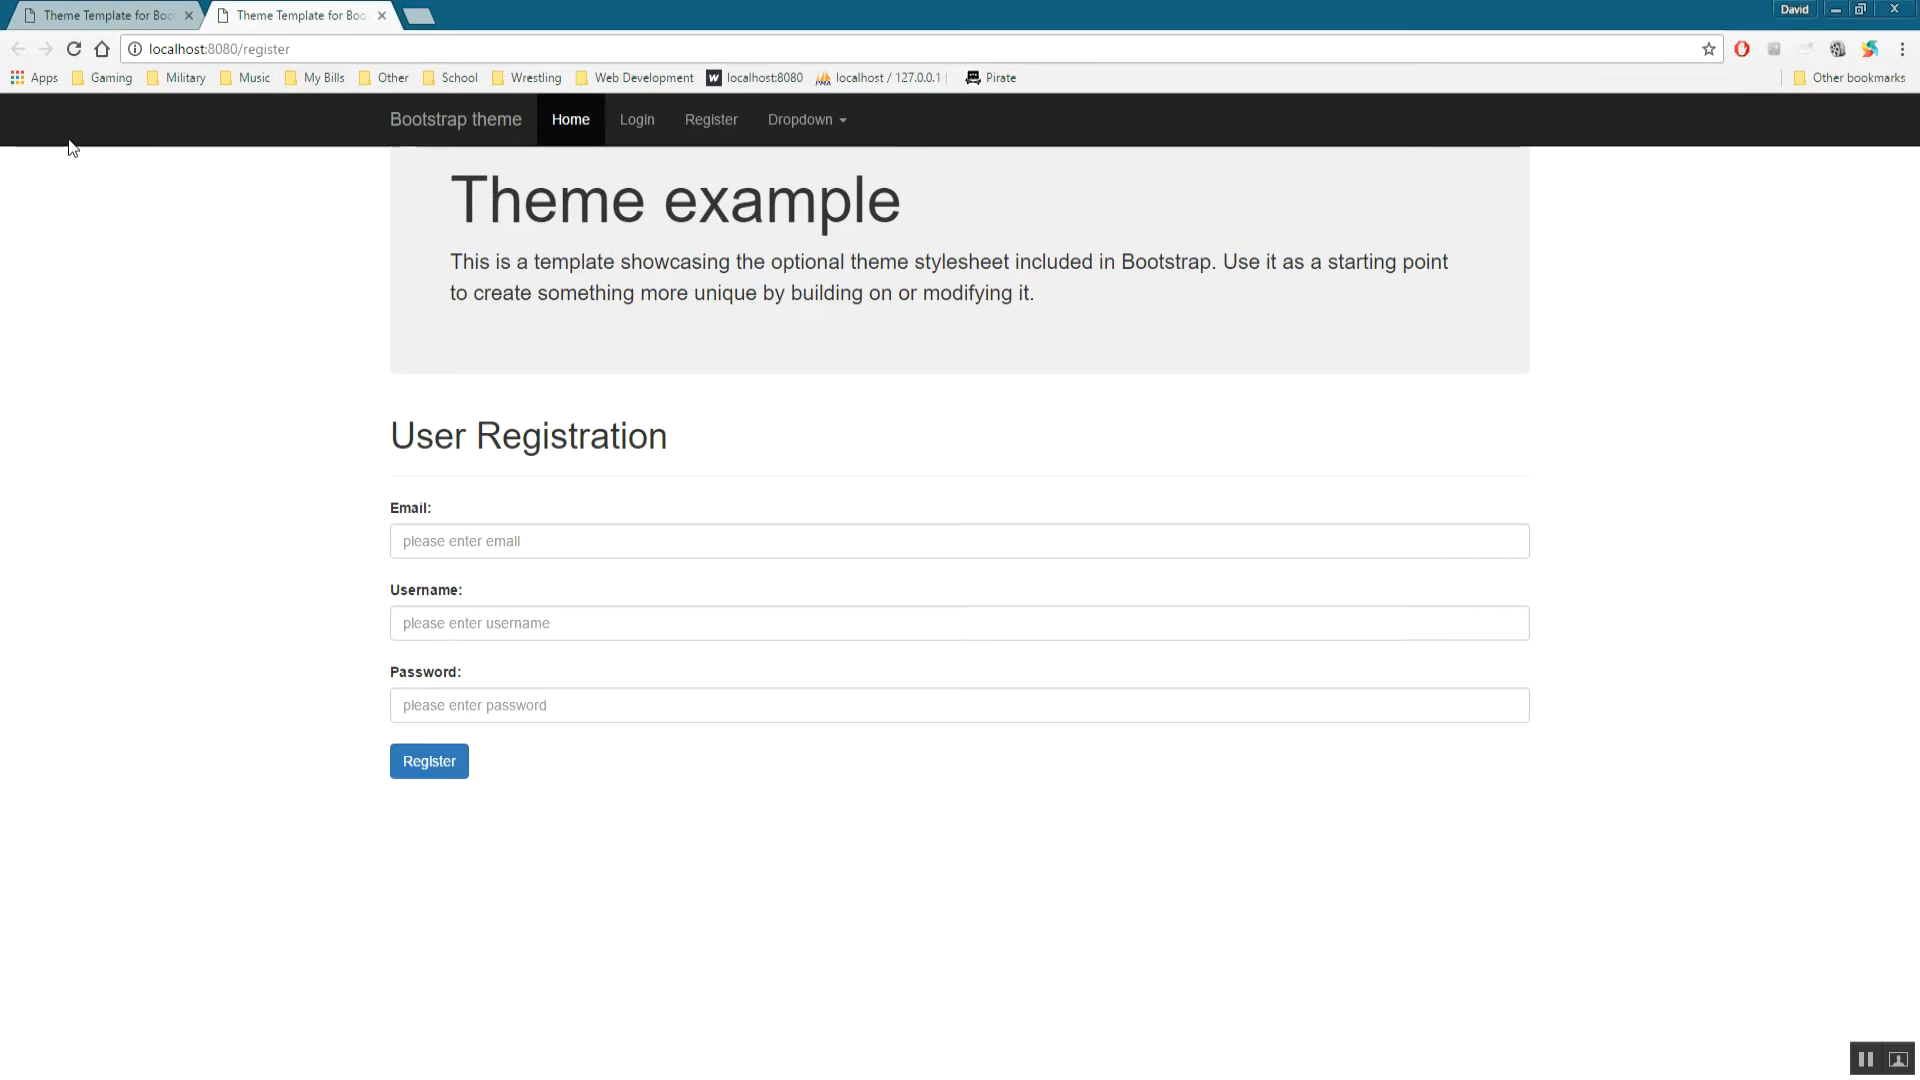 Theme Template for Boo
Theme Template for Boo
David
localhost:8080/register
Apps Gaming Military Music My Bills Other School Wrestling Web Development localhost:8080 localhost / 127.0.0.1 | Pirate Other bookmarks
Bootstrap theme Home Login Register Dropdown
Theme example
This is a template showcasing the optional theme stylesheet included in Bootstrap. Use it as a starting point
to create something more unique by building on or modifying it.
User Registration
Email:
please enter email
Username:
please enter username
Password:
please enter password
Register